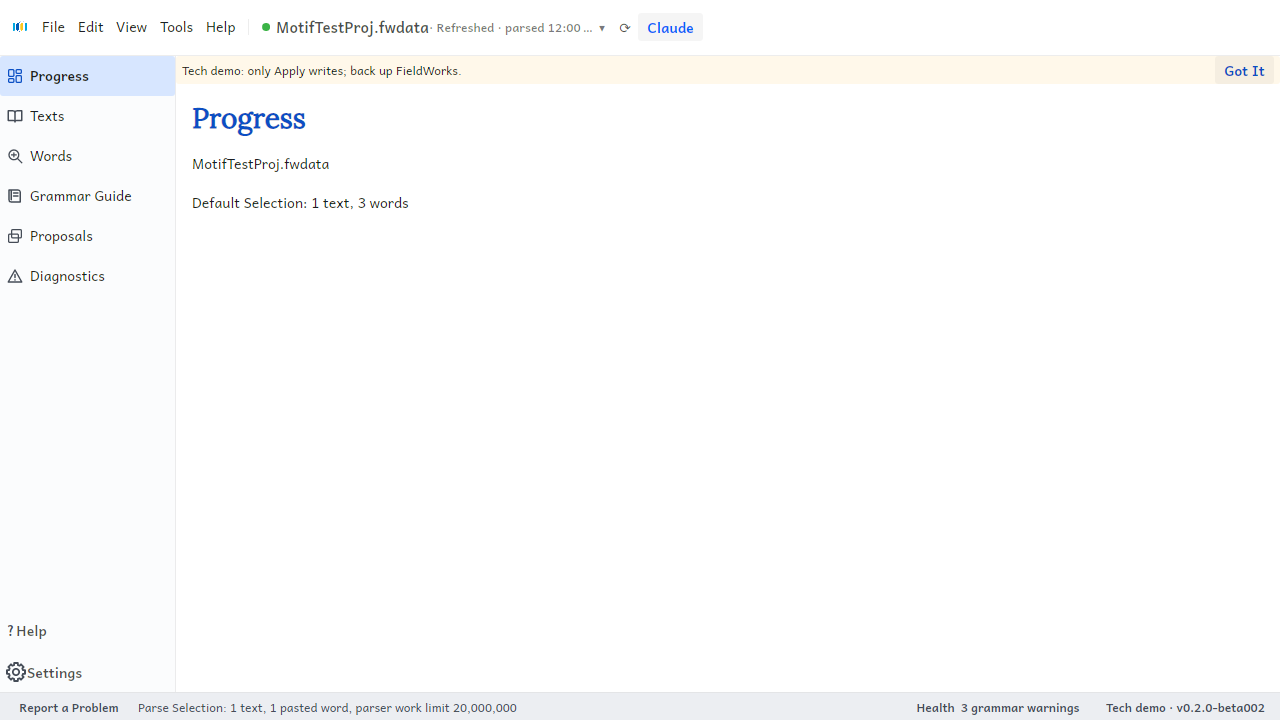 File Edit View Tools Help
MotifTestProj.fwdata · Refreshed · parsed 12:00 ...
Claude
Progress
Texts
Words
Grammar Guide
Proposals
Diagnostics
? Help
Settings
Tech demo: only Apply writes; back up FieldWorks.
Got It
Progress
MotifTestProj.fwdata
Default Selection: 1 text, 3 words
Report a Problem
Parse Selection: 1 text, 1 pasted word, parser work limit 20,000,000
Health 3 grammar warnings
Tech demo · v0.2.0-beta002